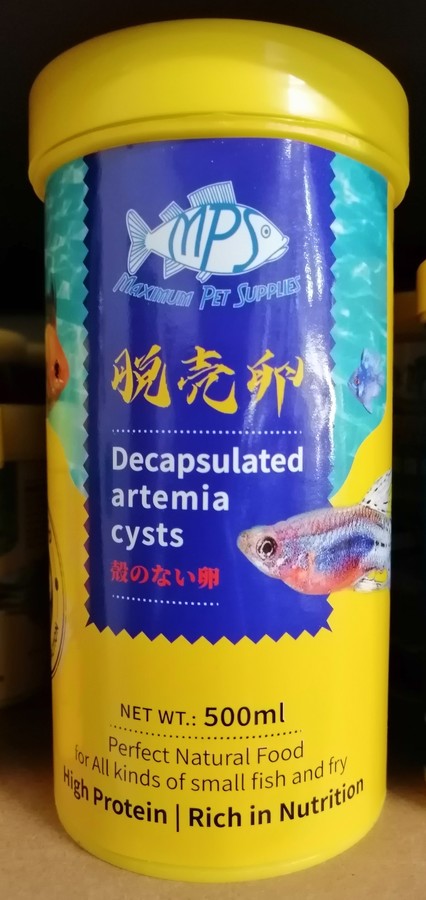 MPS
MAXIMUM PET SUPPLIES
脱壳卵
Decapsulated
artemia
cysts
殻のない卵
NET WT.: 500ml
Perfect Natural Food
for All kinds of small fish and fry
High Protein | Rich in Nutrition